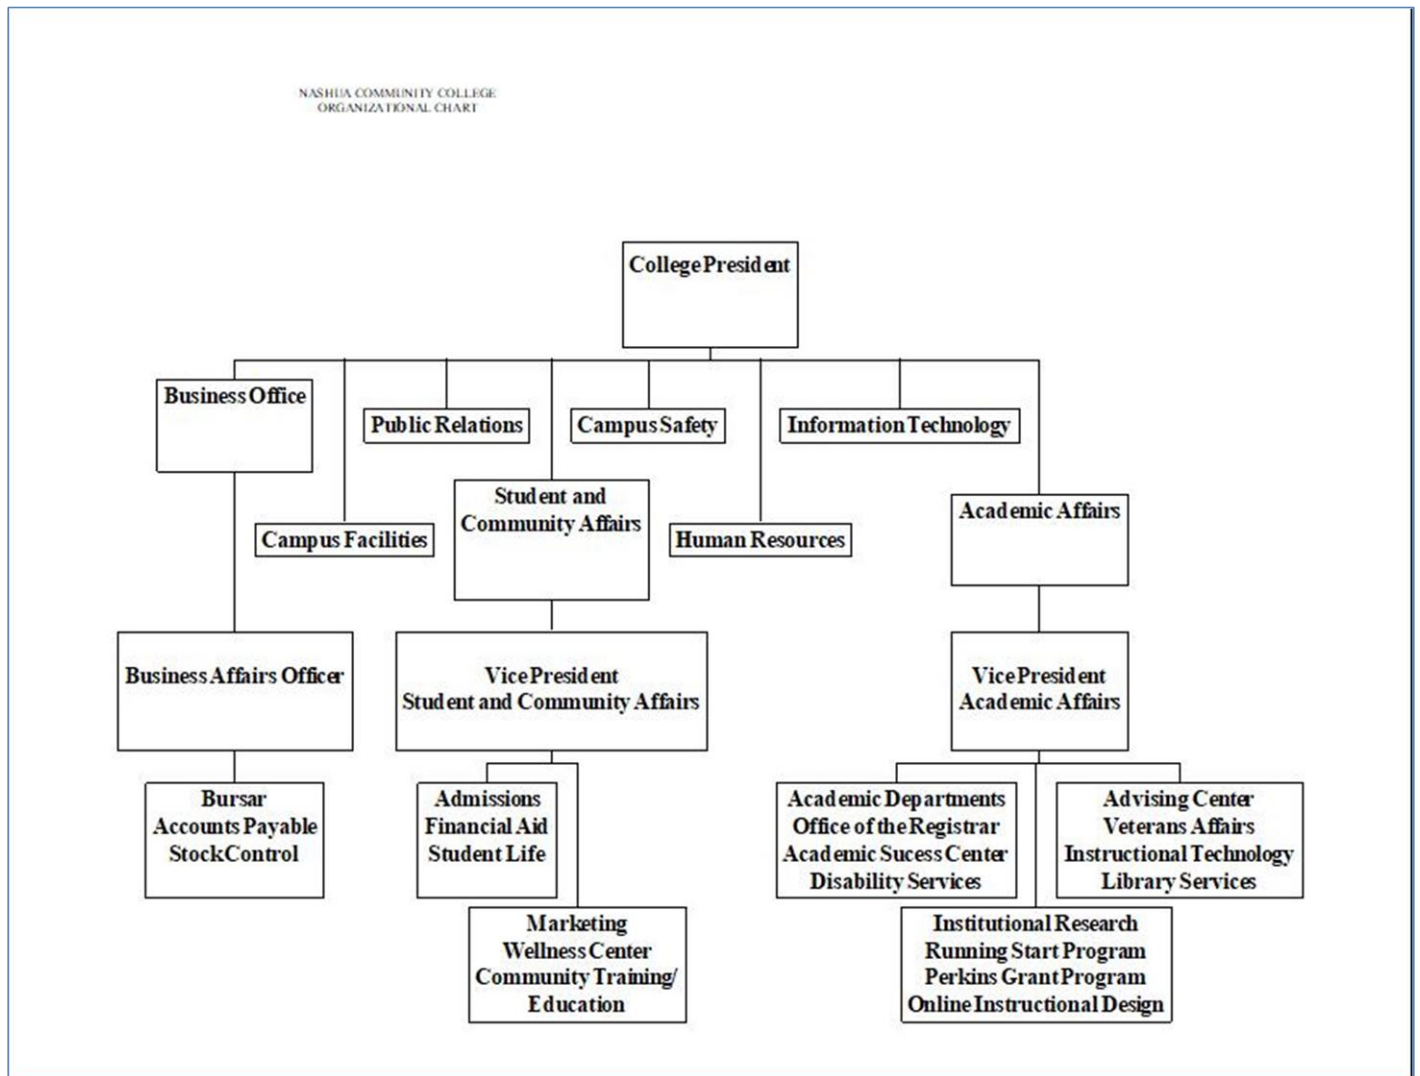 NASHUA COMMUNITY COLLEGE
ORGANIZATIONAL CHART
College President
Business Office
Public Relations
Campus Safety
Information Technology
Campus Facilities
Student and
Community Affairs
Human Resources
Academic Affairs
Business Affairs Officer
Vice President
Student and Community Affairs
Vice President
Academic Affairs
Bursar
Accounts Payable
Stock Control
Admissions
Financial Aid
Student Life
Marketing
Wellness Center
Community Training/
Education
Academic Departments
Office of the Registrar
Academic Sucess Center
Disability Services
Institutional Research
Running Start Program
Perkins Grant Program
Online Instructional Design
Advising Center
Veterans Affairs
Instructional Technology
Library Services